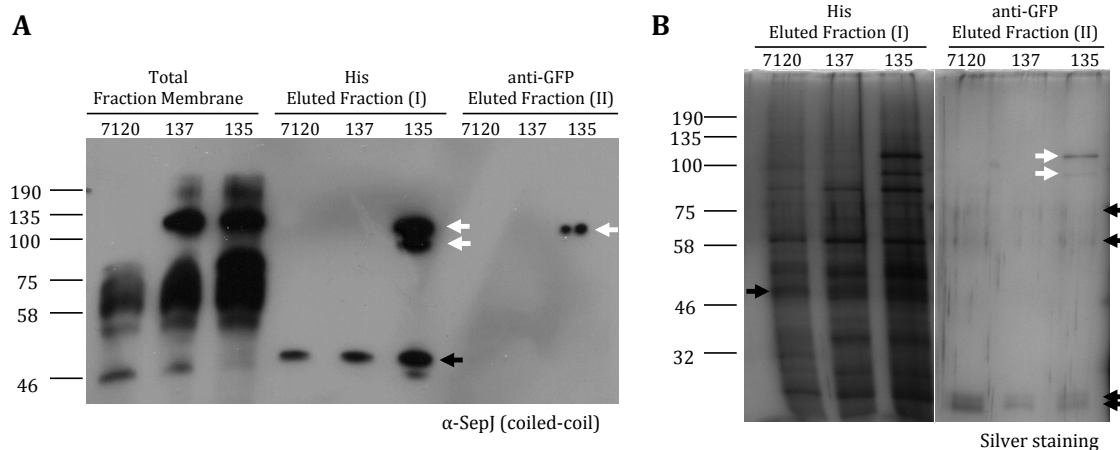 A
Total
Fraction Membrane
His
Eluted Fraction (I)
anti-GFP
Eluted Fraction (II)
7120 137 135 7120 137 135 7120 137 135
190
135
100
75
58
46
α-SepJ (coiled-coil)
B
His
Eluted Fraction (I)
anti-GFP
Eluted Fraction (II)
7120 137 135 7120 137 135
190
135
100
75
58
46
32
Silver staining